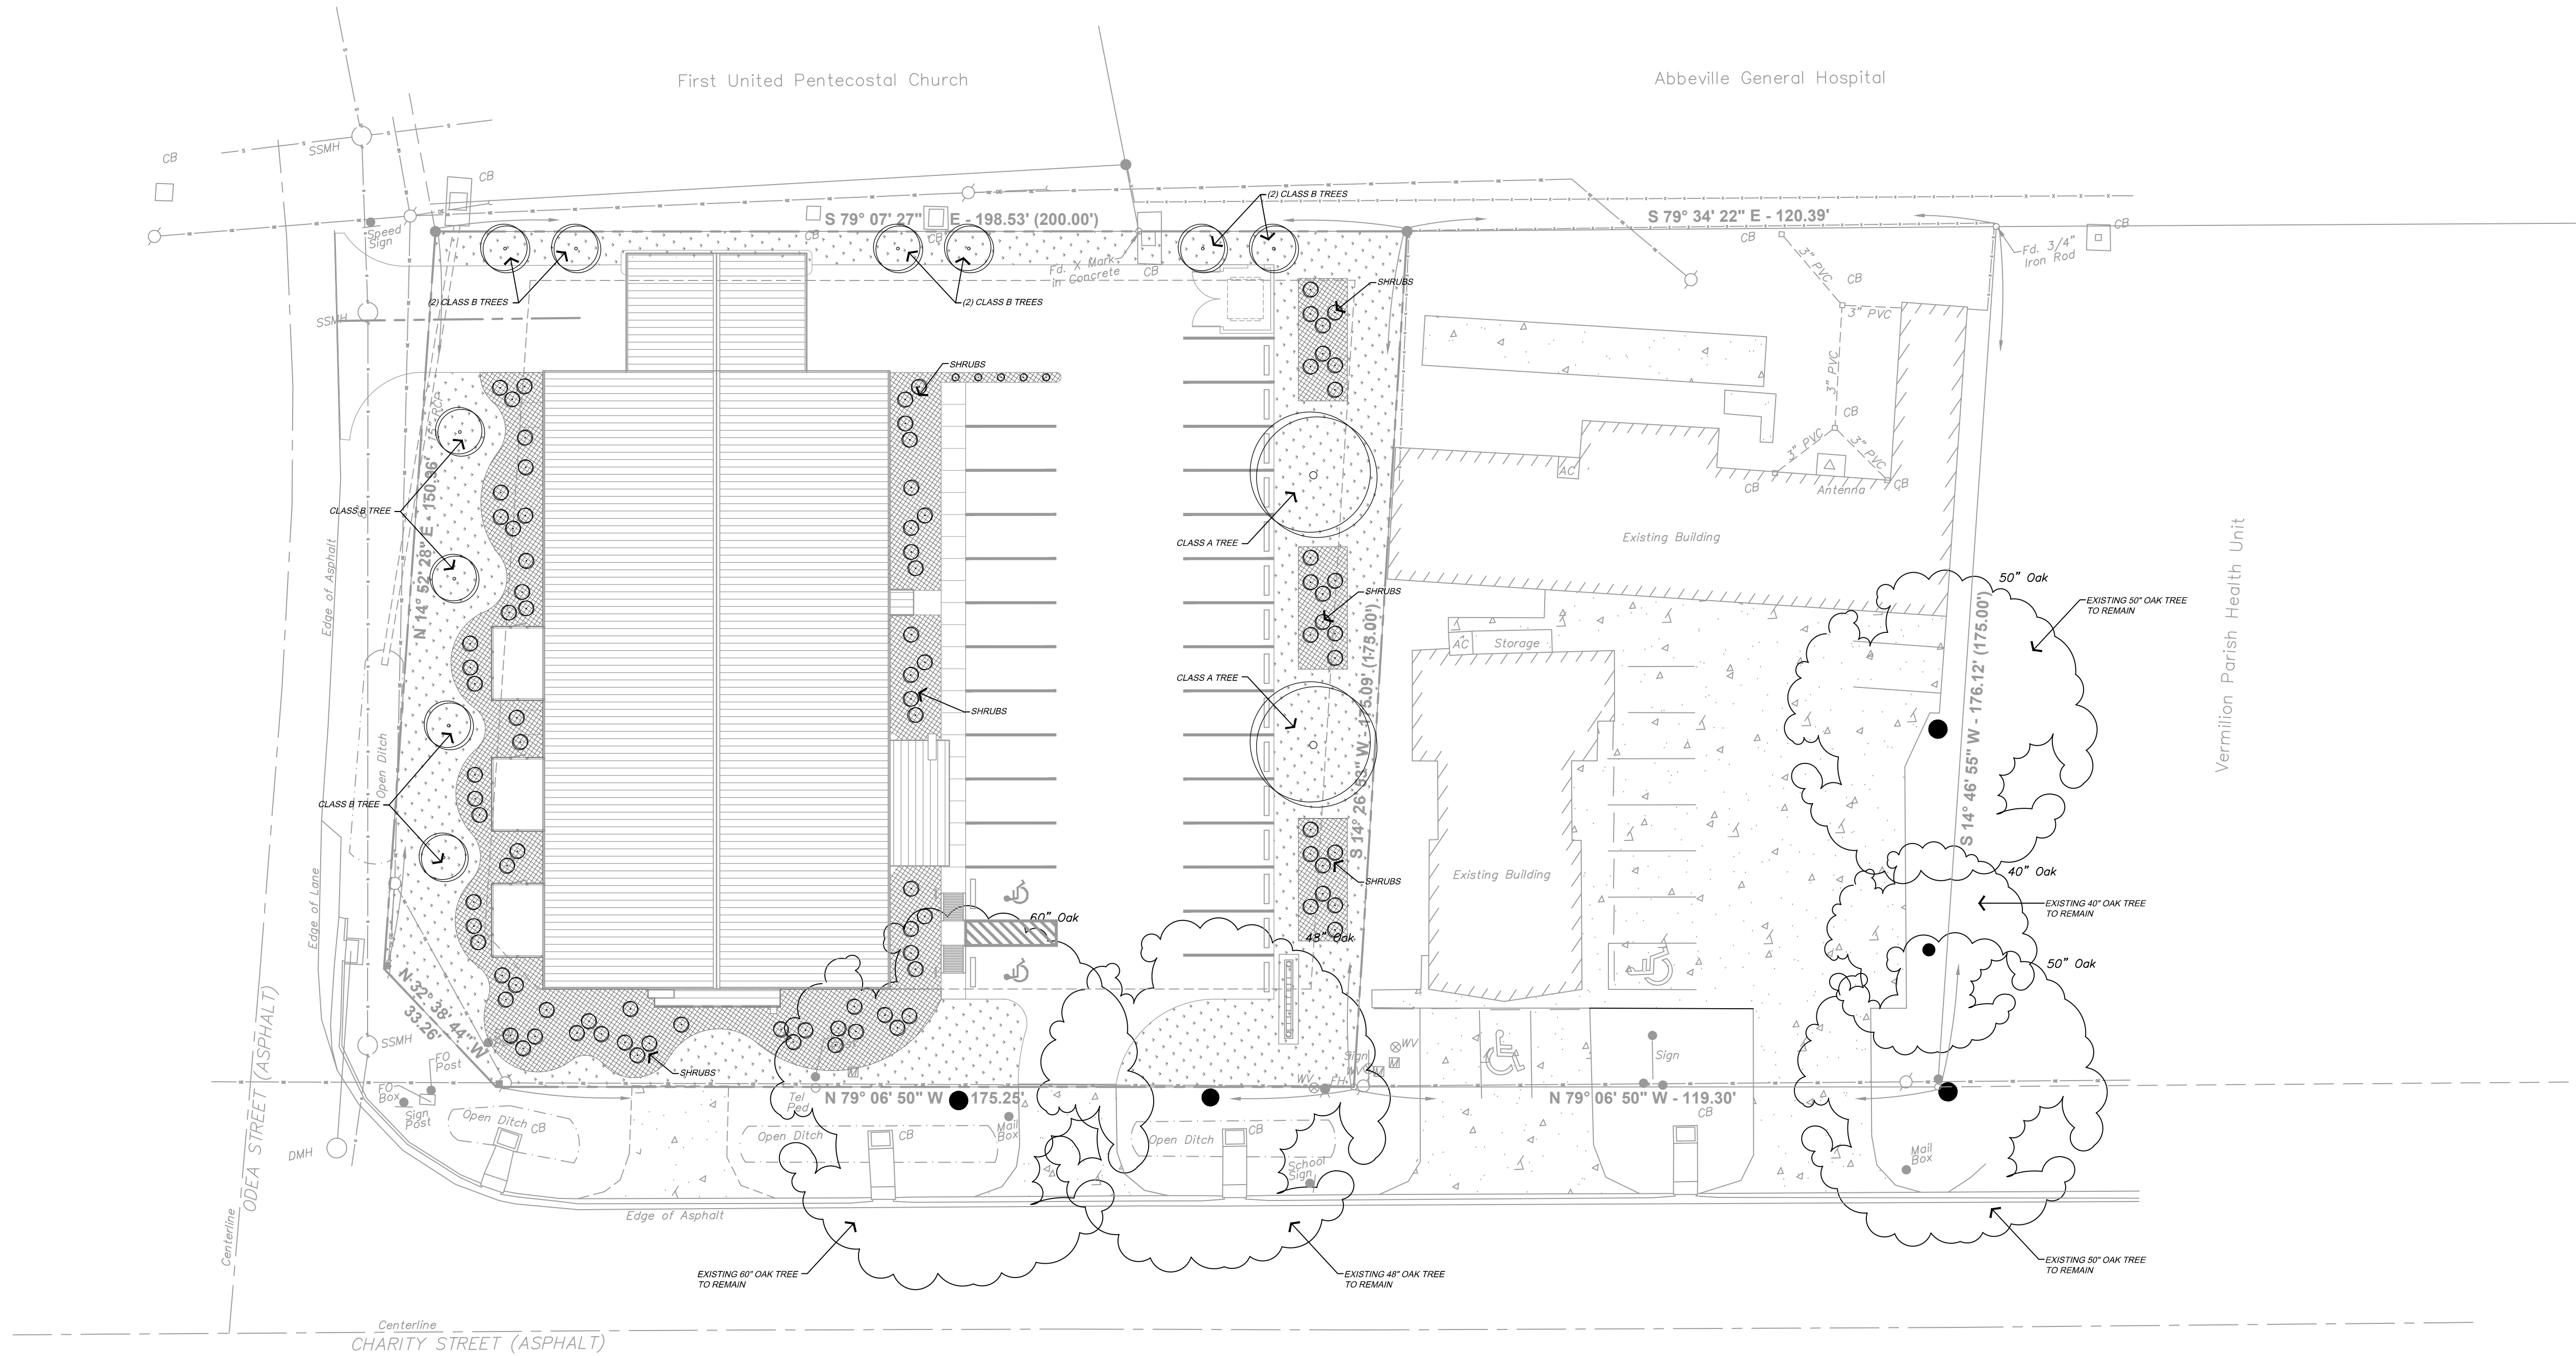 First United Pentecostal Church
Abbeville General Hospital
CB
SSMH
CB
Speed
Sign
(2) CLASS B TREES
S 79° 07' 27" E - 198.53' (200.00')
S 79° 34' 22" E - 120.39'
CB
CB
CB
CB
CB
Fd. X Mark
in Concrete
Fd. 3/4"
Iron Rod
3" PVC
CB
(2) CLASS B TREES
(2) CLASS B TREES
SHRUBS
SSMH
3" PVC
3" PVC
SHRUBS
15" RCP
CB
3" PVC
3" PVC
AC
CB
Antenna
CB
CLASS B TREE
N 14° 52' 28" E - 150.96'
CLASS A TREE
Existing Building
Edge of Asphalt
50" Oak
EXISTING 50" OAK TREE
TO REMAIN
SHRUBS
Vermilion Parish Health Unit
AC
Storage
CLASS A TREE
S 14° 26' 53" W - 175.09' (175.00')
S 14° 46' 55" W - 176.12' (175.00')
SHRUBS
Open Ditch
CLASS B TREE
Edge of Lane
Existing Building
SHRUBS
40" Oak
EXISTING 40" OAK TREE
TO REMAIN
60" Oak
48" Oak
50" Oak
N 32° 38' 44" W
33.26'
SSMH
FO
Post
FO
Box
Sign
Post
SHRUBS
Tel
Ped
M
N 79° 06' 50" W - 175.25'
WV
Sign
M
WV
M
WV
FH
Sign
N 79° 06' 50" W - 119.30'
CB
Open Ditch
CB
Open Ditch
CB
Mail
Box
Open Ditch
CB
School
Sign
Mail
Box
DMH
ODEA STREET (ASPHALT)
Centerline
Edge of Asphalt
EXISTING 60" OAK TREE
TO REMAIN
EXISTING 48" OAK TREE
TO REMAIN
EXISTING 50" OAK TREE
TO REMAIN
Centerline
CHARITY STREET (ASPHALT)